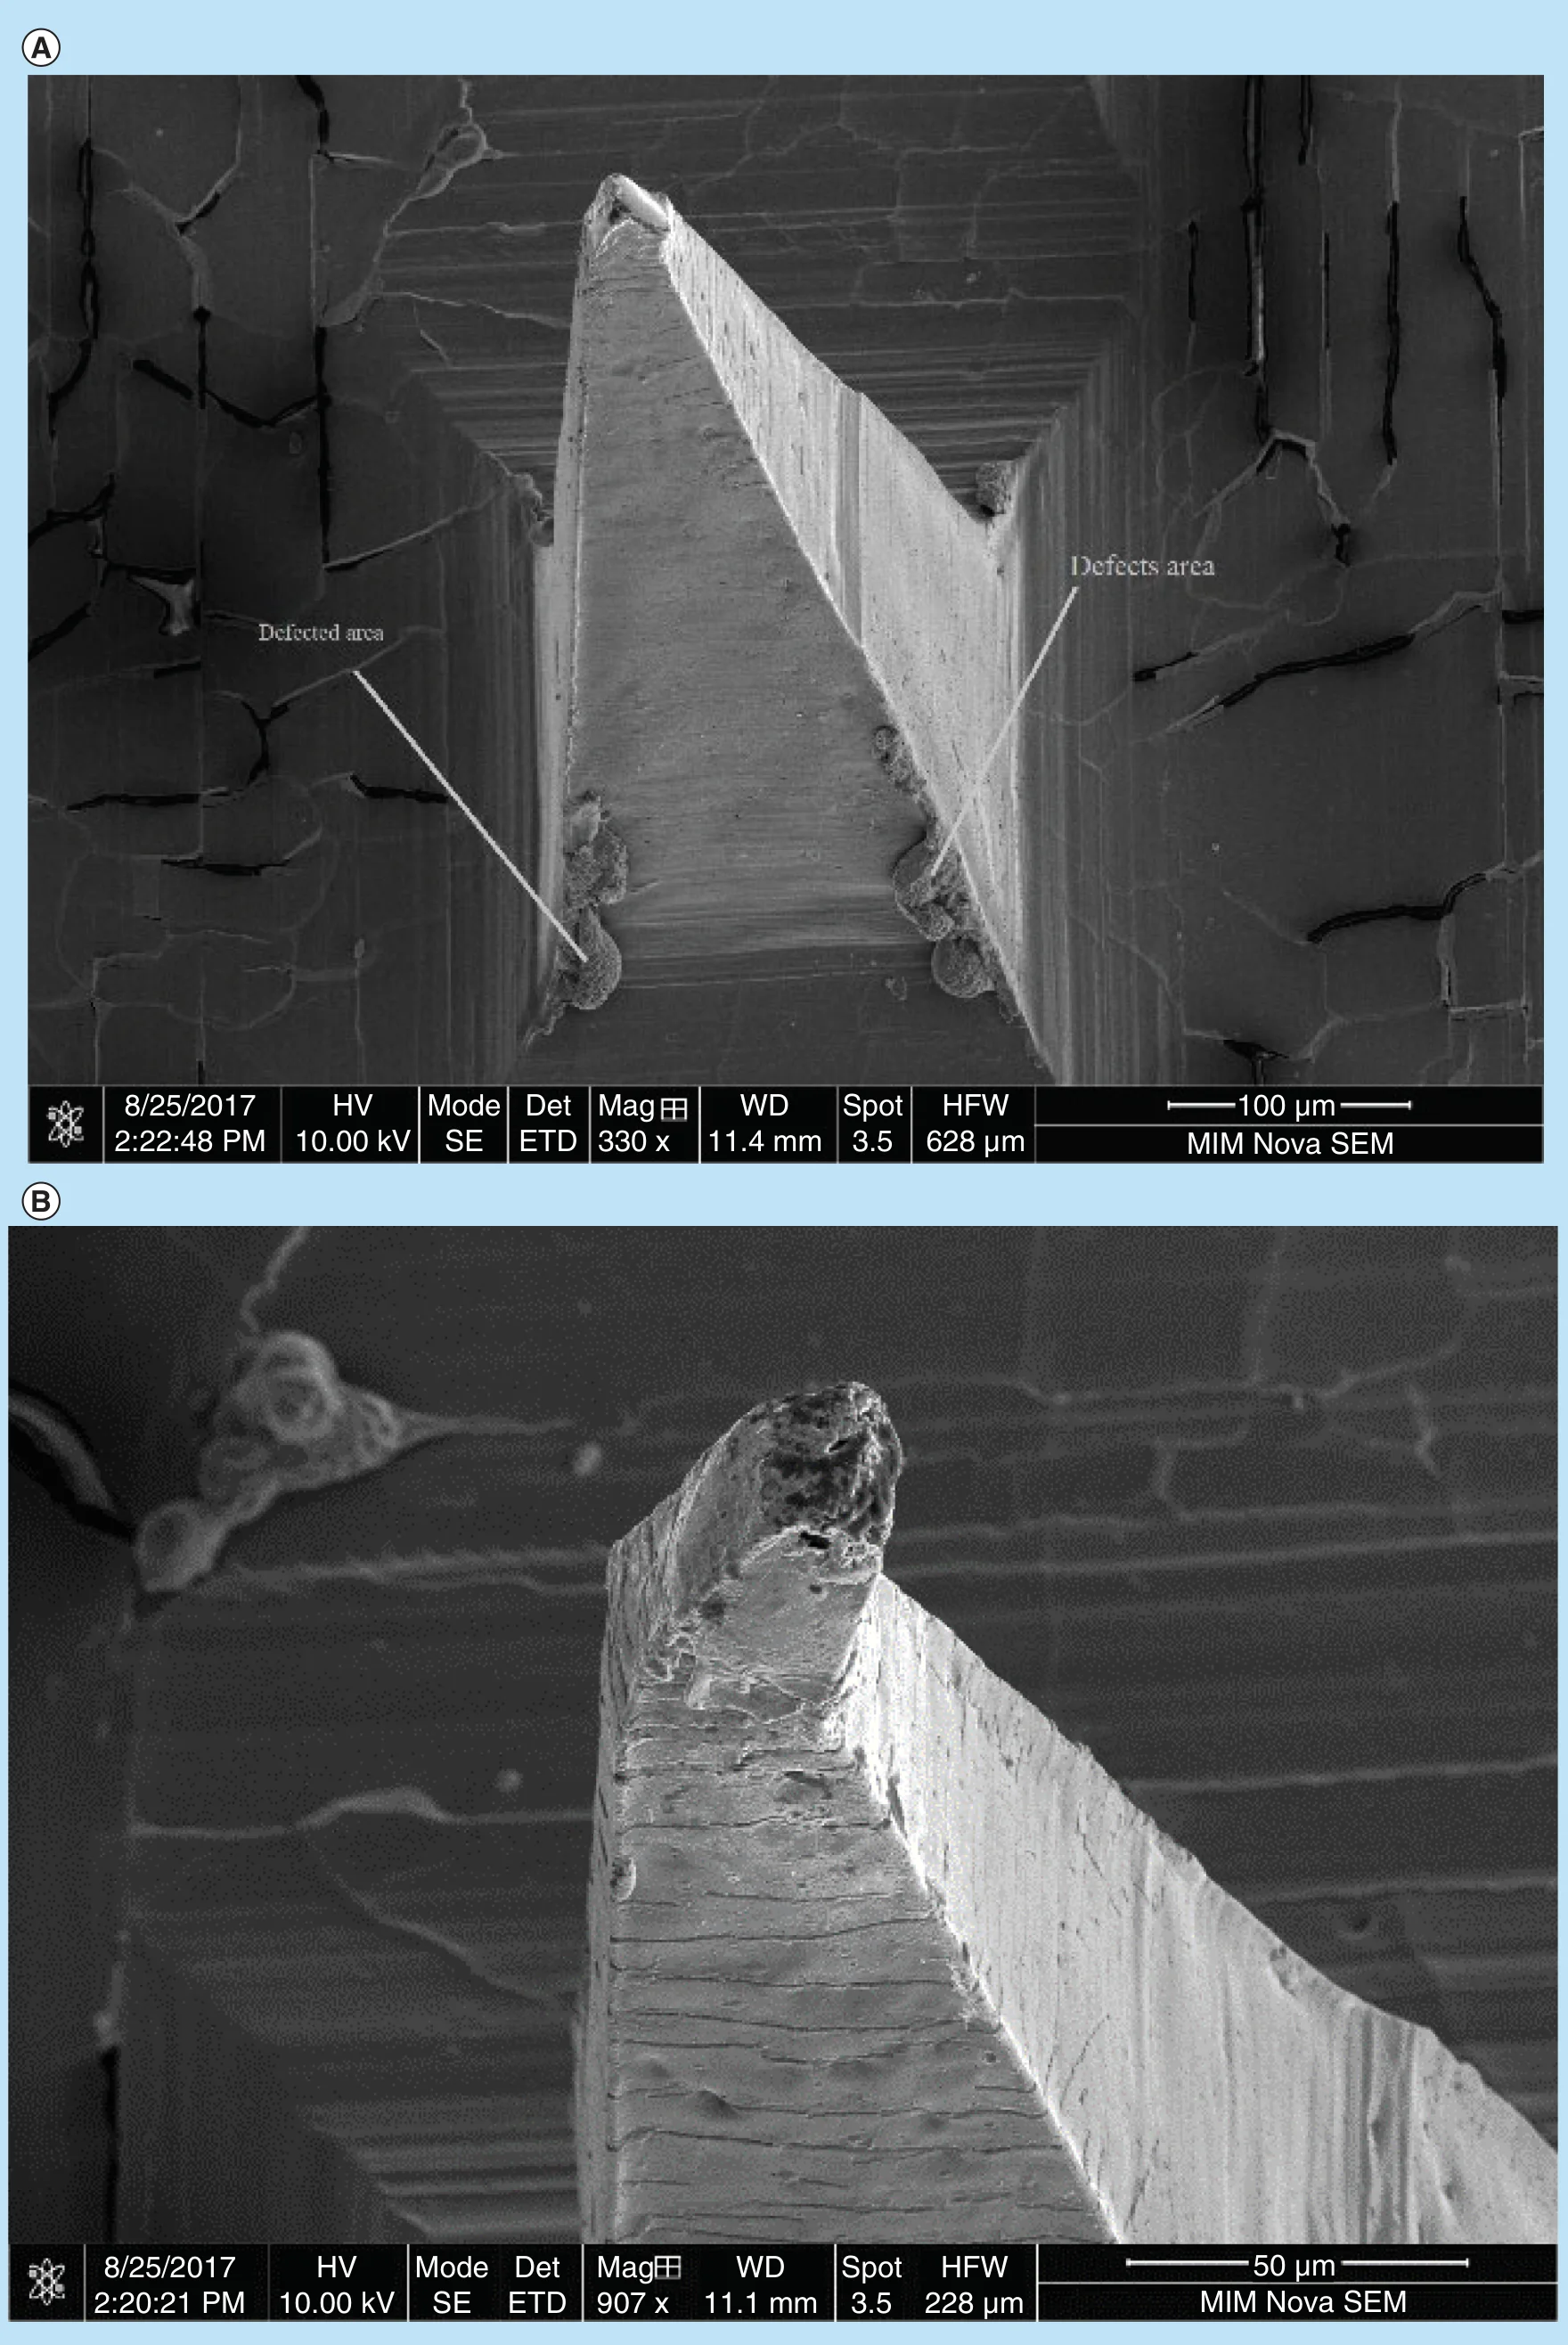 A
Defects area
Defected area
8/25/2017 HV Mode Det Mag WD Spot HFW 100 µm
2:22:48 PM 10.00 kV SE ETD 330 x 11.4 mm 3.5 628 µm MIM Nova SEM
B
8/25/2017 HV Mode Det Mag WD Spot HFW 50 µm
2:20:21 PM 10.00 kV SE ETD 907 x 11.1 mm 3.5 228 µm MIM Nova SEM